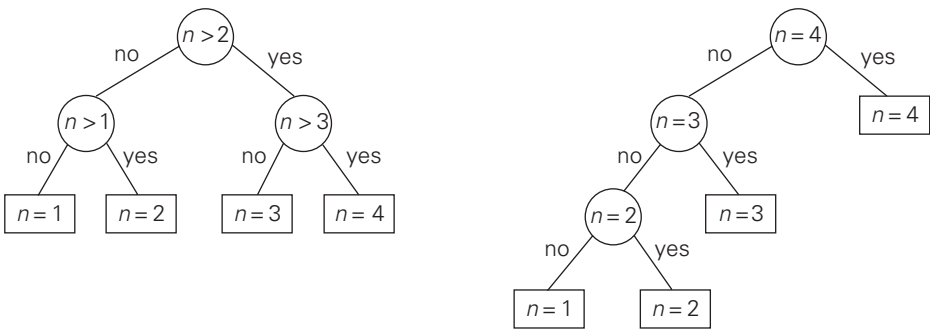 n > 2
no
yes
n > 1
n > 3
no
yes
no
yes
n = 1
n = 2
n = 3
n = 4
n = 4
no
yes
n = 3
n = 4
no
yes
n = 2
n = 3
no
yes
n = 1
n = 2